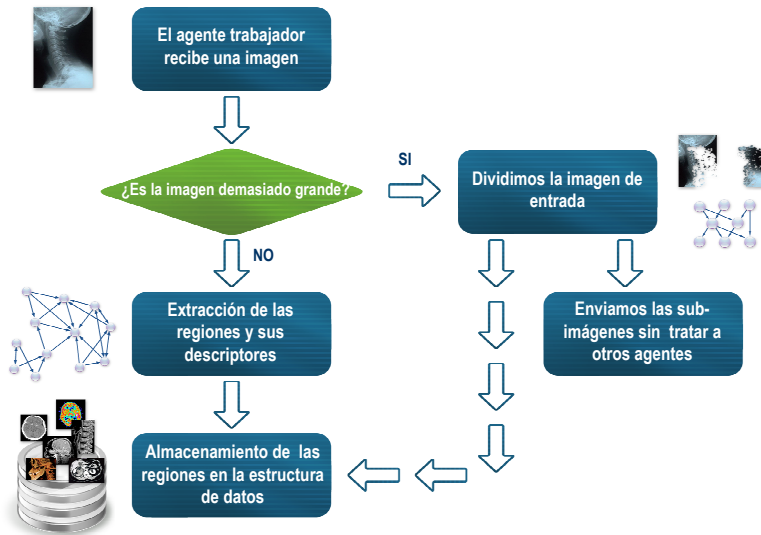 El agente trabajador
recibe una imagen
¿Es la imagen demasiado grande?
SI
Dividimos la imagen de
entrada
NO
Extracción de las
regiones y sus
descriptores
Enviamos las sub-
imágenes sin tratar a
otros agentes
Almacenamiento de las
regiones en la estructura
de datos